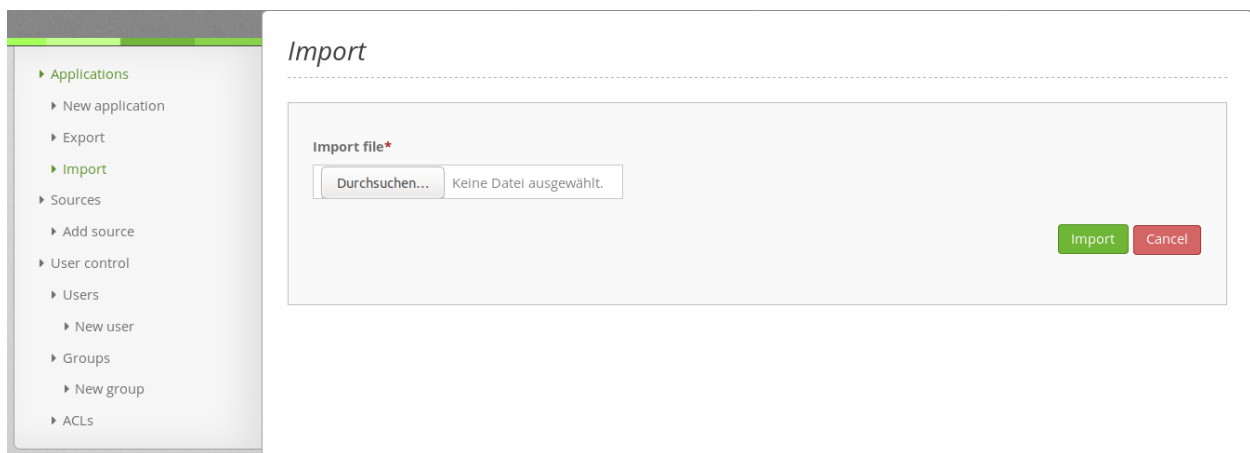 Applications
New application
Export
Import
Sources
Add source
User control
Users
New user
Groups
New group
ACLs
Import
Import file*
Durchsuchen... Keine Datei ausgewählt.
Import Cancel